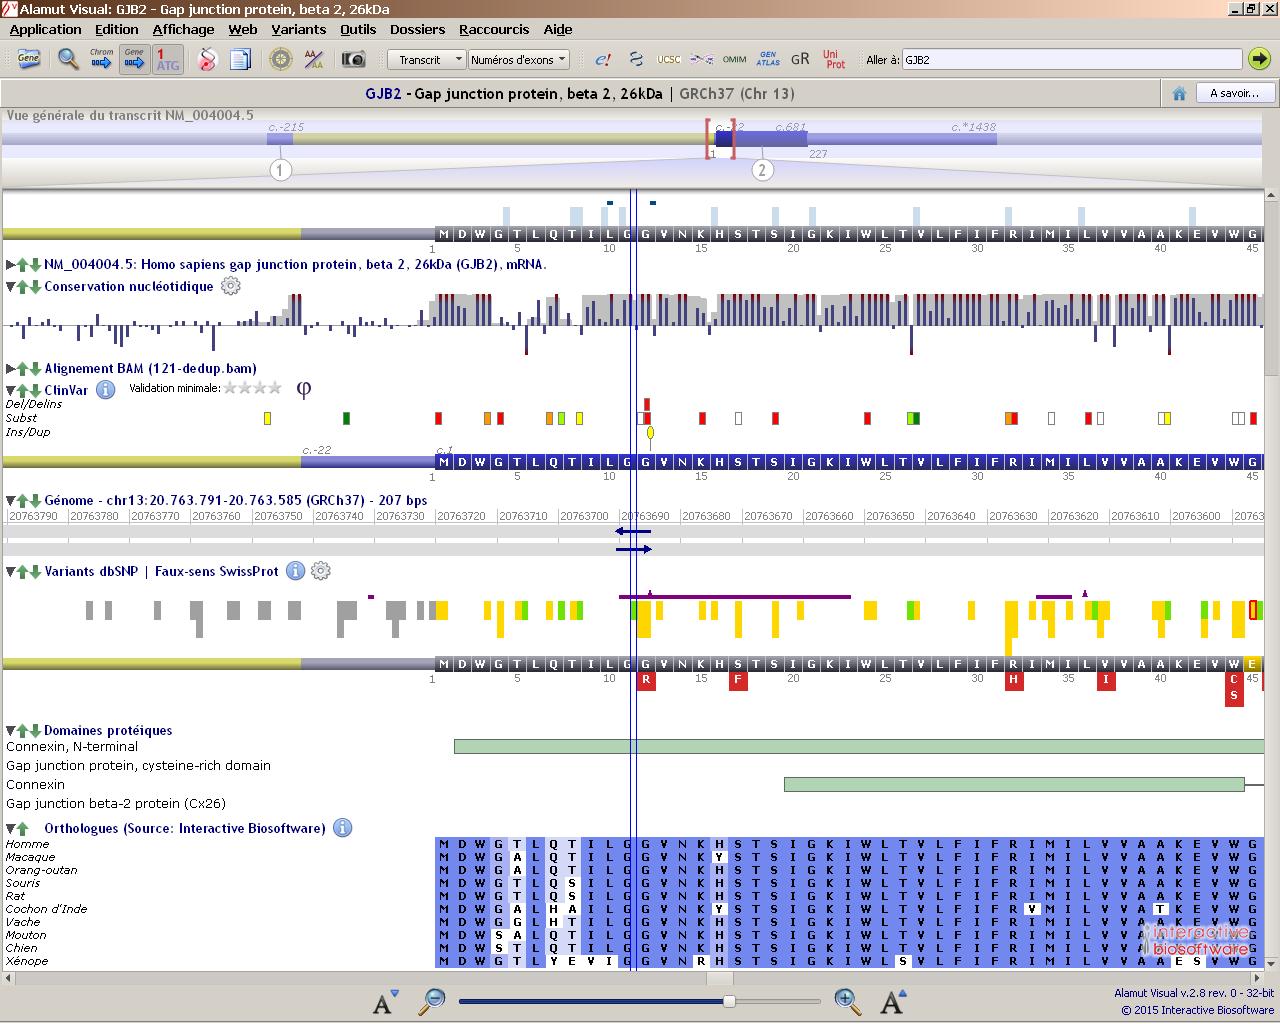 Alamut Visual: GJB2 - Gap junction protein, beta 2, 26kDa
Application Edition Affichage Web Variants Outils Dossiers Raccourcis Aide
Gene Chrom Gene 1 ATG AA/AA Transcrit Numéros d'exons e! UCSC OMIM GEN ATLAS GR Uni Prot Aller à: GJB2
GJB2 - Gap junction protein, beta 2, 26kDa | GRCh37 (Chr 13) A savoir...
Vue générale du transcrit NM_004004.5
c.-215 c.-22 c.681 c.*1438
1 227
1 2
M D W G T L Q T I L G G V N K H S T S I G K I W L T V L F I F R I M I L V V A A K E V W G
1 5 10 15 20 25 30 35 40 45
NM_004004.5: Homo sapiens gap junction protein, beta 2, 26kDa (GJB2), mRNA.
Conservation nucléotidique
Alignement BAM (121-dedup.bam)
ClinVar Validation minimale: φ
Del/Delins
Subst
Ins/Dup
c.-22 c.1
M D W G T L Q T I L G G V N K H S T S I G K I W L T V L F I F R I M I L V V A A K E V W G
1 5 10 15 20 25 30 35 40 45
Génome - chr13:20.763.791-20.763.585 (GRCh37) - 207 bps
20763790 20763780 20763770 20763760 20763750 20763740 20763730 20763720 20763710 20763700 20763690 20763680 20763670 20763660 20763650 20763640 20763630 20763620 20763610 20763600 20763
Variants dbSNP | Faux-sens SwissProt
M D W G T L Q T I L G G V N K H S T S I G K I W L T V L F I F R I M I L V V A A K E V W E
1 5 10 R F 20 25 30 H 35 I 40 C 45
S
Domaines protéiques
Connexin, N-terminal
Gap junction protein, cysteine-rich domain
Connexin
Gap junction beta-2 protein (Cx26)
Orthologues (Source: Interactive Biosoftware)
Homme M D W G T L Q T I L G G V N K H S T S I G K I W L T V L F I F R I M I L V V A A K E V W G
Macaque M D W G A L Q T I L G G V N K Y S T S I G K I W L T V L F I F R I M I L V V A A K E V W G
Orang-outan M D W G A L Q T I L G G V N K H S T S I G K I W L T V L F I F R I M I L V V A A K E V W G
Souris M D W G T L Q S I L G G V N K H S T S I G K I W L T V L F I F R I M I L V V A A K E V W G
Rat M D W G T L Q S I L G G V N K H S T S I G K I W L T V L F I F R I M I L V V A A K E V W G
Cochon d'Inde M D W G A L H A I L G G V N K Y S T S I G K I W L T V L F I F R V M I L V V A T K E V W G
Vache M D W G G L H T I L G G V N K H S T S I G K I W L T V L F I F R I M I L V V A A K E V W G
Mouton M D W S A L Q T I L G G V N K H S T S I G K I W L T V L F I F R I M I L V V A A K E V W G
Chien M D W S T L Q T I L G G V N K H S T S I G K I W L T V L F I F R I M I L V V A A K E V W G
Xénope M D W G T L Y E V I G G V N R H S T S I G K I W L S V L F I F R I M I L V V A A E S V W G
interactive
biosoftware
A A
Alamut Visual v.2.8 rev. 0 - 32-bit
© 2015 Interactive Biosoftware